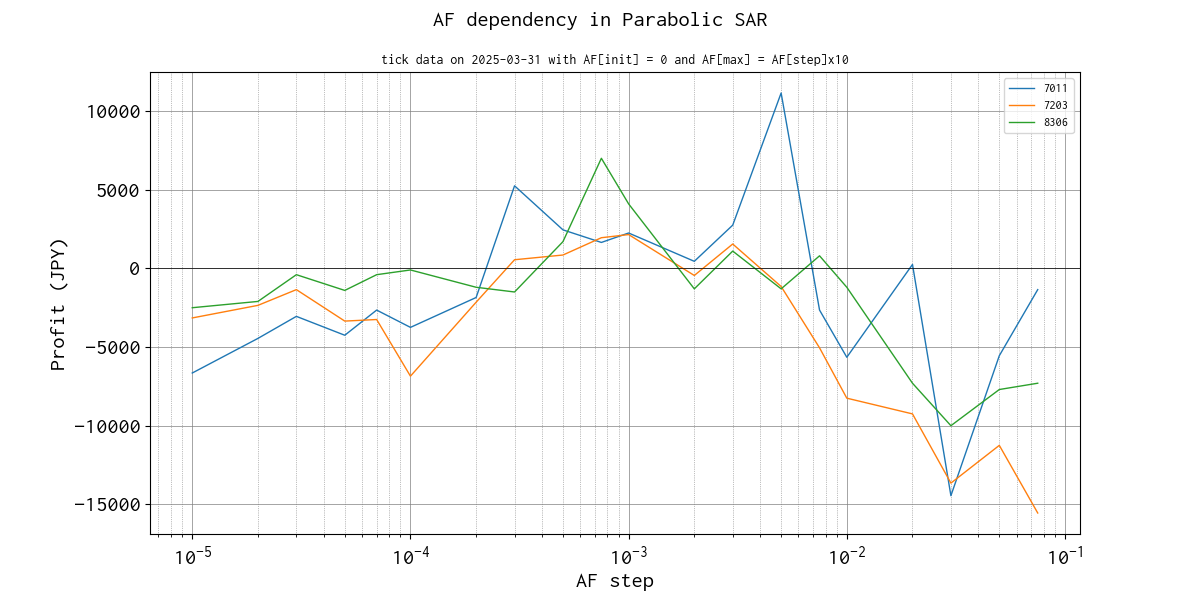 AF dependency in Parabolic SAR
tick data on 2025-03-31 with AF[init] = 0 and AF[max] = AF[step]x10
7011
7203
8306
10000
5000
0
−5000
−10000
−15000
Profit (JPY)
10⁻⁵ 10⁻⁴ 10⁻³ 10⁻² 10⁻¹
AF step